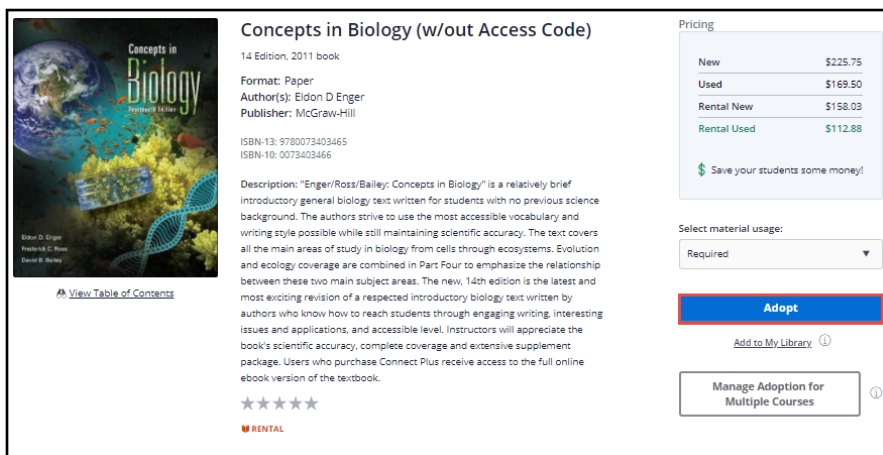 Concepts in
Biology
Fourteenth Edition
Eldon D. Enger
Frederick C. Ross
David B. Bailey
View Table of Contents
Concepts in Biology (w/out Access Code)
14 Edition, 2011 book
Format: Paper
Author(s): Eldon D Enger
Publisher: McGraw-Hill
ISBN-13: 9780073403465
ISBN-10: 0073403466
Description: "Enger/Ross/Bailey: Concepts in Biology" is a relatively brief
introductory general biology text written for students with no previous science
background. The authors strive to use the most accessible vocabulary and
writing style possible while still maintaining scientific accuracy. The text covers
all the main areas of study in biology from cells through ecosystems. Evolution
and ecology coverage are combined in Part Four to emphasize the relationship
between these two main subject areas. The new, 14th edition is the latest and
most exciting revision of a respected introductory biology text written by
authors who know how to reach students through engaging writing, interesting
issues and applications, and accessible level. Instructors will appreciate the
book's scientific accuracy, complete coverage and extensive supplement
package. Users who purchase Connect Plus receive access to the full online
ebook version of the textbook.
RENTAL
Pricing
New $225.75
Used $169.50
Rental New $158.03
Rental Used $112.88
$ Save your students some money!
Select material usage:
Required
Adopt
Add to My Library
Manage Adoption for
Multiple Courses